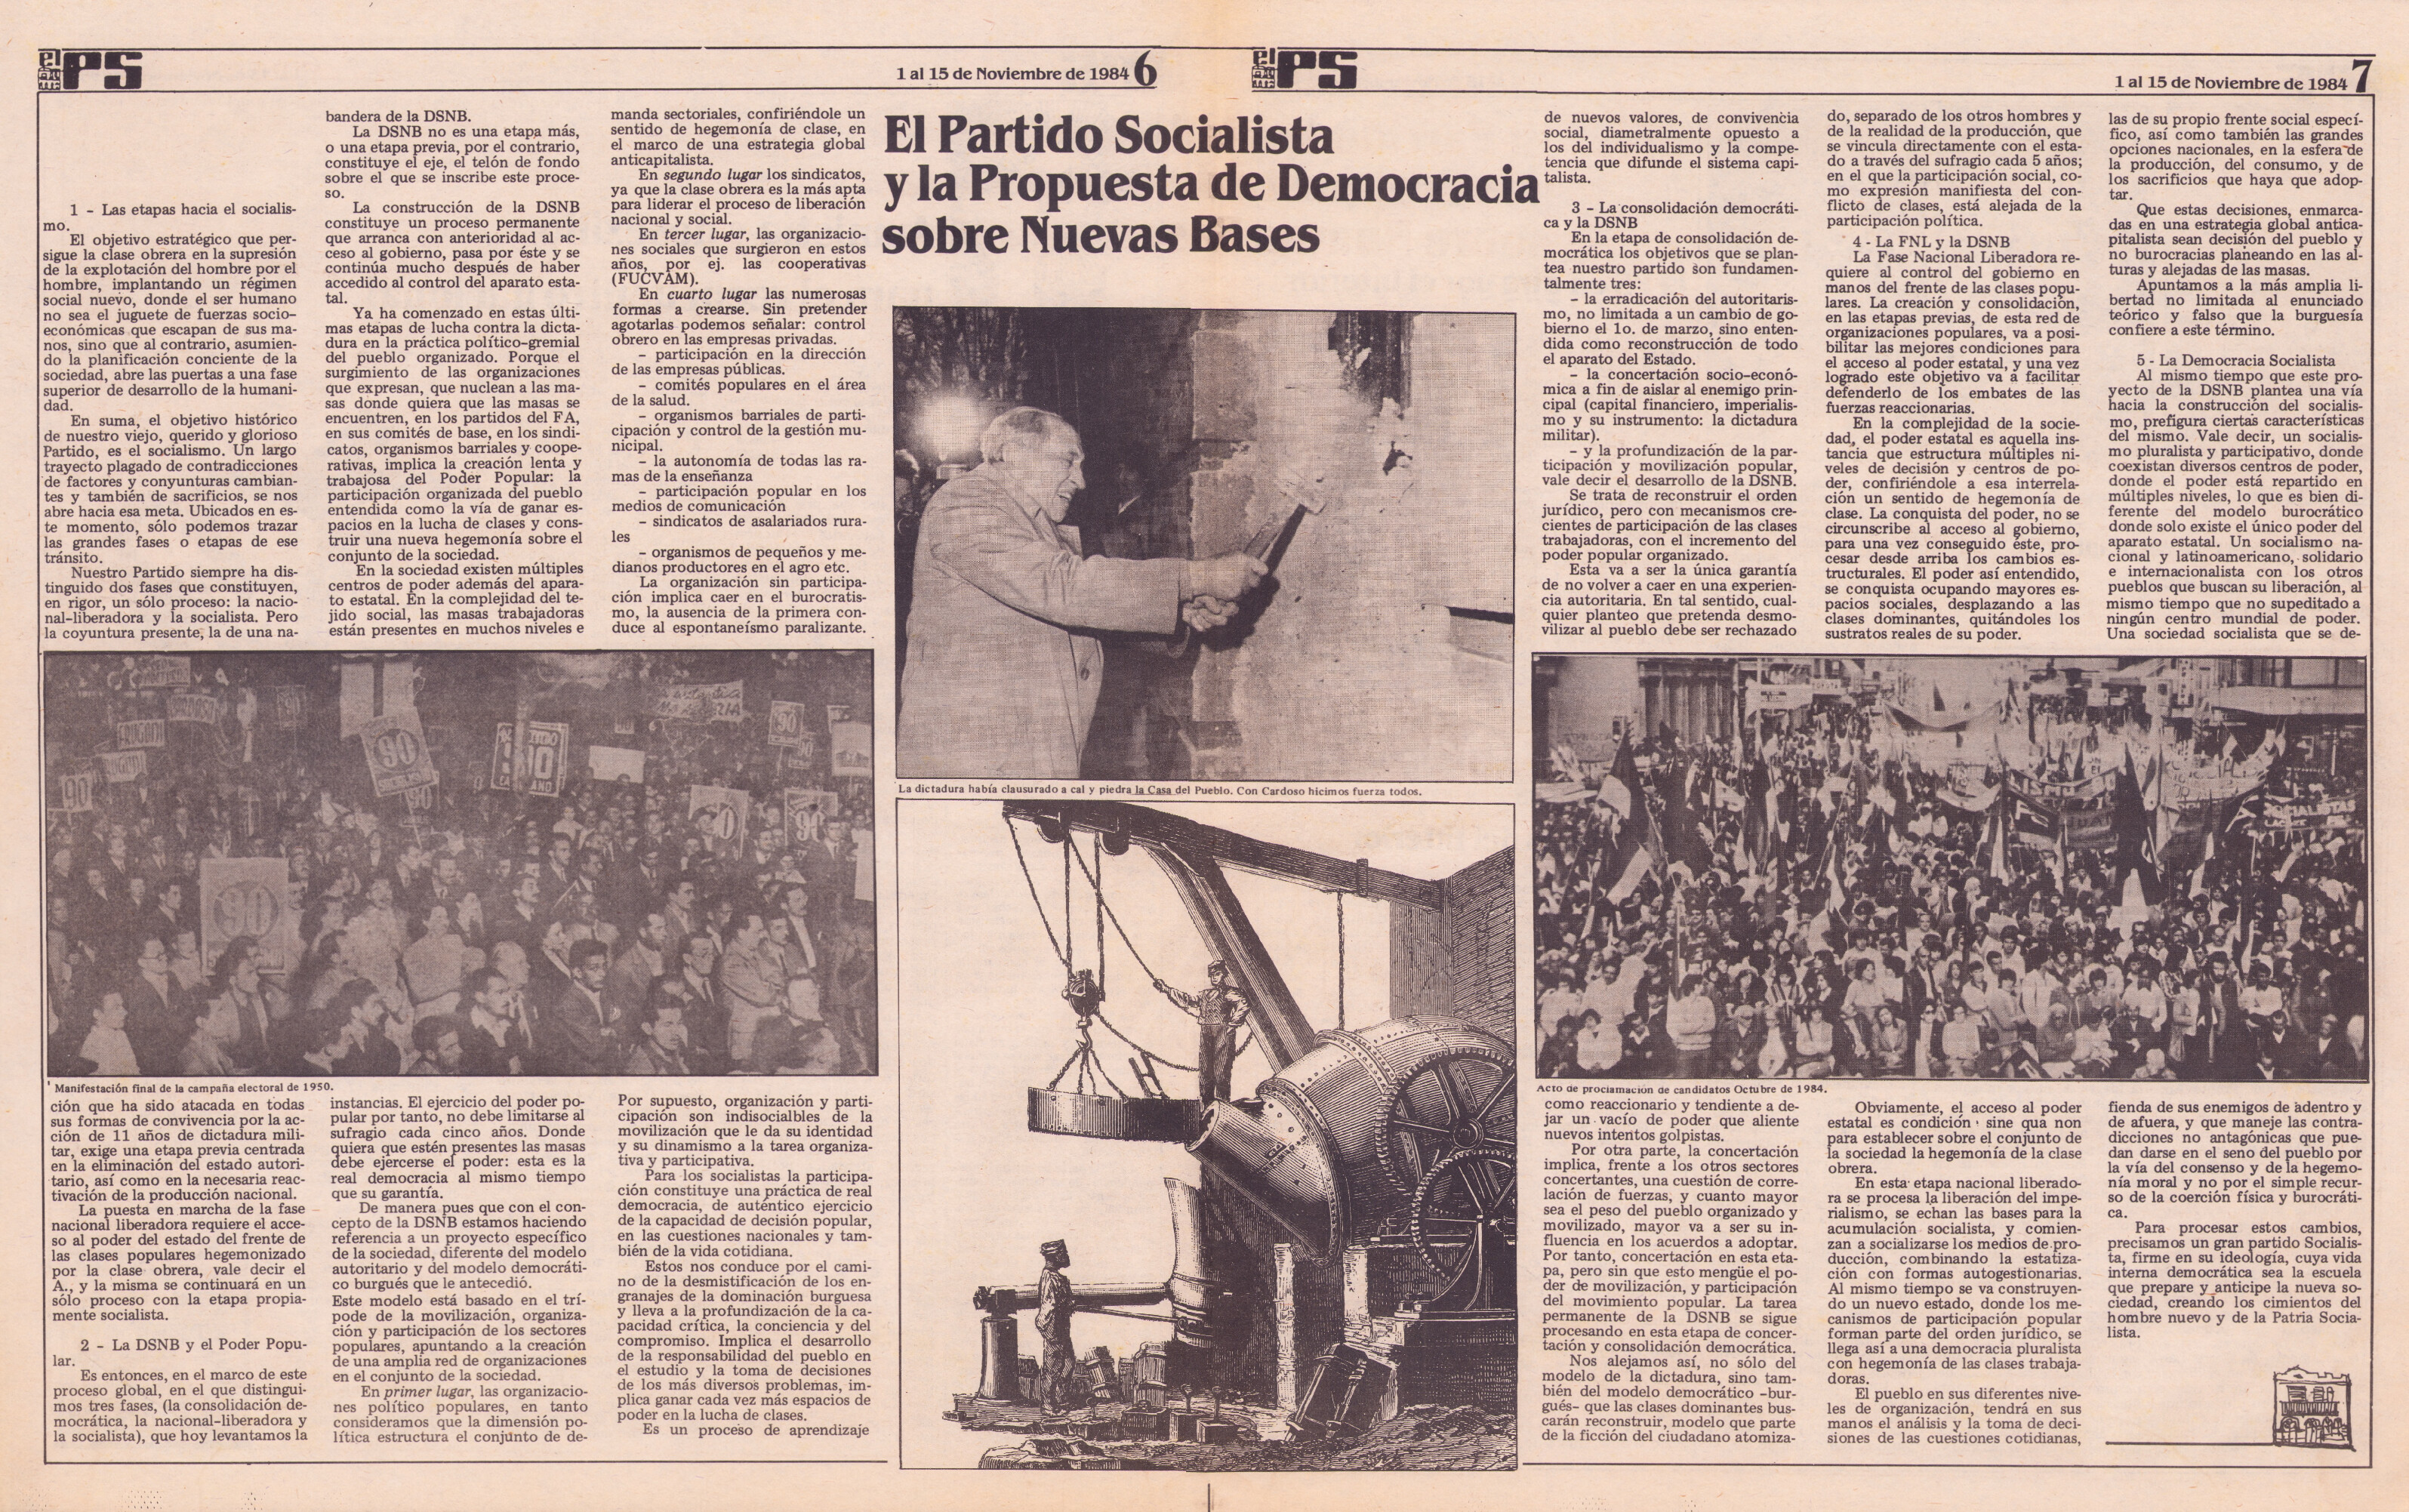 el PS
1 al 15 de Noviembre de 1984 6
el PS
1 al 15 de Noviembre de 1984 7
El Partido Socialista
y la Propuesta de Democracia
sobre Nuevas Bases
1 - Las etapas hacia el socialis-
mo.
El objetivo estratégico que per-
sigue la clase obrera en la supresión
de la explotación del hombre por el
hombre, implantando un régimen
social nuevo, donde el ser humano
no sea el juguete de fuerzas socio-
económicas que escapan de sus ma-
nos, sino que al contrario, asumien-
do la planificación conciente de la
sociedad, abre las puertas a una fase
superior de desarrollo de la humani-
dad.
En suma, el objetivo histórico
de nuestro viejo, querido y glorioso
Partido, es el socialismo. Un largo
trayecto plagado de contradicciones
de factores y conyunturas cambian-
tes y también de sacrificios, se nos
abre hacia esa meta. Ubicados en es-
te momento, sólo podemos trazar
las grandes fases o etapas de ese
tránsito.
Nuestro Partido siempre ha dis-
tinguido dos fases que constituyen,
en rigor, un sólo proceso: la nacio-
nal-liberadora y la socialista. Pero
la coyuntura presente, la de una na-
ción que ha sido atacada en todas
sus formas de convivencia por la ac-
ción de 11 años de dictadura mili-
tar, exige una etapa previa centrada
en la eliminación del estado autori-
tario, así como en la necesaria reac-
tivación de la producción nacional.
La puesta en marcha de la fase
nacional liberadora requiere el acce-
so al poder del estado del frente de
las clases populares hegemonizado
por la clase obrera, vale decir el
A., y la misma se continuará en un
sólo proceso con la etapa propia-
mente socialista.
2 - La DSNB y el Poder Popu-
lar.
Es entonces, en el marco de este
proceso global, en el que distingui-
mos tres fases, (la consolidación de-
mocrática, la nacional-liberadora y
la socialista), que hoy levantamos la
bandera de la DSNB.
La DSNB no es una etapa más,
o una etapa previa, por el contrario,
constituye el eje, el telón de fondo
sobre el que se inscribe este proce-
so.
La construcción de la DSNB
constituye un proceso permanente
que arranca con anterioridad al ac-
ceso al gobierno, pasa por éste y se
continúa mucho después de haber
accedido al control del aparato esta-
tal.
Ya ha comenzado en estas últi-
mas etapas de lucha contra la dicta-
dura en la práctica político-gremial
del pueblo organizado. Porque el
surgimiento de las organizaciones
que expresan, que nuclean a las ma-
sas donde quiera que las masas se
encuentren, en los partidos del FA,
en sus comités de base, en los sindi-
catos, organismos barriales y coope-
rativas, implica la creación lenta y
trabajosa del Poder Popular: la
participación organizada del pueblo
entendida como la vía de ganar es-
pacios en la lucha de clases y cons-
truir una nueva hegemonía sobre el
conjunto de la sociedad.
En la sociedad existen múltiples
centros de poder además del apara-
to estatal. En la complejidad del te-
jido social, las masas trabajadoras
están presentes en muchos niveles e
instancias. El ejercicio del poder po-
pular por tanto, no debe limitarse al
sufragio cada cinco años. Donde
quiera que estén presentes las masas
debe ejercerse el poder: esta es la
real democracia al mismo tiempo
que su garantía.
De manera pues que con el con-
cepto de la DSNB estamos haciendo
referencia a un proyecto específico
de la sociedad, diferente del modelo
autoritario y del modelo democráti-
co burgués que le antecedió.
Este modelo está basado en el trí-
pode de la movilización, organiza-
ción y participación de los sectores
populares, apuntando a la creación
de una amplia red de organizaciones
en el conjunto de la sociedad.
En primer lugar, las organizacio-
nes político populares, en tanto
consideramos que la dimensión po-
lítica estructura el conjunto de de-
manda sectoriales, confiriéndole un
sentido de hegemonía de clase, en
el marco de una estrategia global
anticapitalista.
En segundo lugar los sindicatos,
ya que la clase obrera es la más apta
para liderar el proceso de liberación
nacional y social.
En tercer lugar, las organizacio-
nes sociales que surgieron en estos
años, por ej. las cooperativas
(FUCVAM).
En cuarto lugar las numerosas
formas a crearse. Sin pretender
agotarlas podemos señalar: control
obrero en las empresas privadas.
- participación en la dirección
de las empresas públicas.
- comités populares en el área
de la salud.
- organismos barriales de parti-
cipación y control de la gestión mu-
nicipal.
- la autonomía de todas las ra-
mas de la enseñanza
- participación popular en los
medios de comunicación
- sindicatos de asalariados rura-
les
- organismos de pequeños y me-
dianos productores en el agro etc.
La organización sin participa-
ción implica caer en el burocratis-
mo, la ausencia de la primera con-
duce al espontaneísmo paralizante.
Por supuesto, organización y parti-
cipación son indisocialbles de la
movilización que le da su identidad
y su dinamismo a la tarea organiza-
tiva y participativa.
Para los socialistas la participa-
ción constituye una práctica de real
democracia, de auténtico ejercicio
de la capacidad de decisión popular,
en las cuestiones nacionales y tam-
bién de la vida cotidiana.
Estos nos conduce por el cami-
no de la desmistificación de los en-
granajes de la dominación burguesa
y lleva a la profundización de la ca-
pacidad crítica, la conciencia y del
compromiso. Implica el desarrollo
de la responsabilidad del pueblo en
el estudio y la toma de decisiones
de los más diversos problemas, im-
plica ganar cada vez más espacios de
poder en la lucha de clases.
Es un proceso de aprendizaje
90
FRUGONI
90
90
90
90
90
90
Manifestación final de la campaña electoral de 1950.
La dictadura había clausurado a cal y piedra la Casa del Pueblo. Con Cardoso hicimos fuerza todos.
de nuevos valores, de convivencia
social, diametralmente opuesto a
los del individualismo y la compe-
tencia que difunde el sistema capi-
talista.
3 - La consolidación democráti-
ca y la DSNB
En la etapa de consolidación de-
mocrática los objetivos que se plan-
tea nuestro partido son fundamen-
talmente tres:
- la erradicación del autoritaris-
mo, no limitada a un cambio de go-
bierno el 1o. de marzo, sino enten-
dida como reconstrucción de todo
el aparato del Estado.
- la concertación socio-econó-
mica a fin de aislar al enemigo prin-
cipal (capital financiero, imperialis-
mo y su instrumento: la dictadura
militar).
- y la profundización de la par-
ticipación y movilización popular,
vale decir el desarrollo de la DSNB.
Se trata de reconstruir el orden
jurídico, pero con mecanismos cre-
cientes de participación de las clases
trabajadoras, con el incremento del
poder popular organizado.
Esta va a ser la única garantía
de no volver a caer en una experien-
cia autoritaria. En tal sentido, cual-
quier planteo que pretenda desmo-
vilizar al pueblo debe ser rechazado
como reaccionario y tendiente a de-
jar un vacío de poder que aliente
nuevos intentos golpistas.
Por otra parte, la concertación
implica, frente a los otros sectores
concertantes, una cuestión de corre-
lación de fuerzas, y cuanto mayor
sea el peso del pueblo organizado y
movilizado, mayor va a ser su in-
fluencia en los acuerdos a adoptar.
Por tanto, concertación en esta eta-
pa, pero sin que esto mengüe el po-
der de movilización, y participación
del movimiento popular. La tarea
permanente de la DSNB se sigue
procesando en esta etapa de concer-
tación y consolidación democrática.
Nos alejamos así, no sólo del
modelo de la dictadura, sino tam-
bién del modelo democrático -bur-
gués- que las clases dominantes bus-
carán reconstruir, modelo que parte
de la ficción del ciudadano atomiza-
do, separado de los otros hombres y
de la realidad de la producción, que
se vincula directamente con el esta-
do a través del sufragio cada 5 años;
en el que la participación social, co-
mo expresión manifiesta del con-
flicto de clases, está alejada de la
participación política.
4 - La FNL y la DSNB
La Fase Nacional Liberadora re-
quiere al control del gobierno en
manos del frente de las clases popu-
lares. La creación y consolidación,
en las etapas previas, de esta red de
organizaciones populares, va a posi-
bilitar las mejores condiciones para
el acceso al poder estatal, y una vez
logrado este objetivo va a facilitar
defenderlo de los embates de las
fuerzas reaccionarias.
En la complejidad de la socie-
dad, el poder estatal es aquella ins-
tancia que estructura múltiples ni-
veles de decisión y centros de po-
der, confiriéndole a esa interrela-
ción un sentido de hegemonía de
clase. La conquista del poder, no se
circunscribe al acceso al gobierno,
para una vez conseguido éste, pro-
cesar desde arriba los cambios es-
tructurales. El poder así entendido,
se conquista ocupando mayores es-
pacios sociales, desplazando a las
clases dominantes, quitándoles los
sustratos reales de su poder.
Obviamente, el acceso al poder
estatal es condición sine qua non
para establecer sobre el conjunto de
la sociedad la hegemonía de la clase
obrera.
En esta etapa nacional liberado-
ra se procesa la liberación del impe-
rialismo, se echan las bases para la
acumulación socialista, y comien-
zan a socializarse los medios de pro-
ducción, combinando la estatiza-
ción con formas autogestionarias.
Al mismo tiempo se va construyen-
do un nuevo estado, donde los me-
canismos de participación popular
forman parte del orden jurídico, se
llega así a una democracia pluralista
con hegemonía de las clases trabaja-
doras.
El pueblo en sus diferentes nive-
les de organización, tendrá en sus
manos el análisis y la toma de deci-
siones de las cuestiones cotidianas,
las de su propio frente social especí-
fico, así como también las grandes
opciones nacionales, en la esfera de
la producción, del consumo, y de
los sacrificios que haya que adop-
tar.
Que estas decisiones, enmarca-
das en una estrategia global antica-
pitalista sean decisión del pueblo y
no burocracias planeando en las al-
turas y alejadas de las masas.
Apuntamos a la más amplia li-
bertad no limitada al enunciado
teórico y falso que la burguesía
confiere a este término.
5 - La Democracia Socialista
Al mismo tiempo que este pro-
yecto de la DSNB plantea una vía
hacia la construcción del socialis-
mo, prefigura ciertas características
del mismo. Vale decir, un socialis-
mo pluralista y participativo, donde
coexistan diversos centros de poder,
donde el poder está repartido en
múltiples niveles, lo que es bien di-
ferente del modelo burocrático
donde solo existe el único poder del
aparato estatal. Un socialismo na-
cional y latinoamericano, solidario
e internacionalista con los otros
pueblos que buscan su liberación, al
mismo tiempo que no supeditado a
ningún centro mundial de poder.
Una sociedad socialista que se de-
fienda de sus enemigos de adentro y
de afuera, y que maneje las contra-
dicciones no antagónicas que pue-
dan darse en el seno del pueblo por
la vía del consenso y de la hegemo-
nía moral y no por el simple recur-
so de la coerción física y burocráti-
ca.
Para procesar estos cambios,
precisamos un gran partido Socialis-
ta, firme en su ideología, cuya vida
interna democrática sea la escuela
que prepare y anticipe la nueva so-
ciedad, creando los cimientos del
hombre nuevo y de la Patria Socia-
lista.
SOCIALISTAS
Acto de proclamación de candidatos Octubre de 1984.